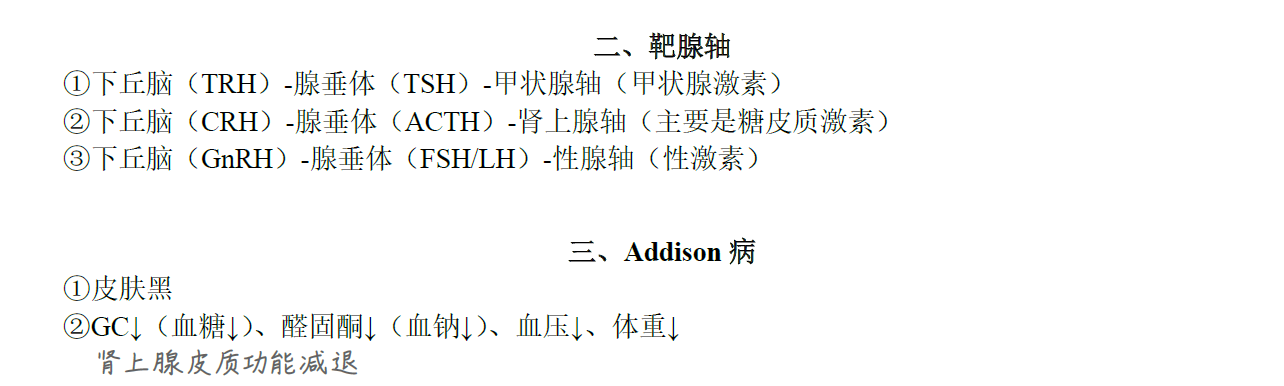 二、靶腺轴
①下丘脑（TRH）-腺垂体（TSH）-甲状腺轴（甲状腺激素）
②下丘脑（CRH）-腺垂体（ACTH）-肾上腺轴（主要是糖皮质激素）
③下丘脑（GnRH）-腺垂体（FSH/LH）-性腺轴（性激素）
三、Addison 病
①皮肤黑
②GC↓（血糖↓）、醛固酮↓（血钠↓）、血压↓、体重↓
肾上腺皮质功能减退